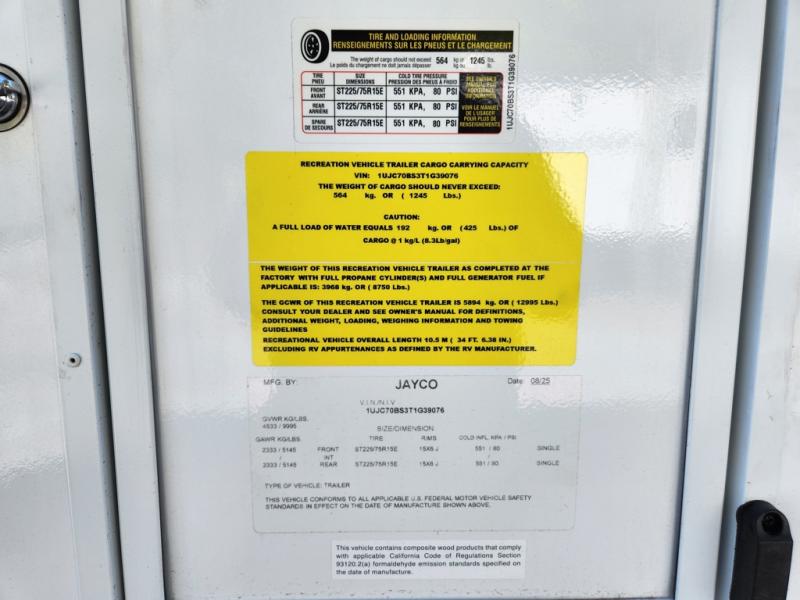 TIRE AND LOADING INFORMATION
RENSEIGNEMENTS SUR LES PNEUS ET LE CHARGEMENT
The weight of cargo should not exceed 564 kg or 1245 lbs.
Le poids du chargement ne doit jamais dépasser kg ou lb.
TIRE PNEU SIZE DIMENSIONS COLD TIRE PRESSURE PRESSION DES PNEUS À FROID
FRONT AVANT ST225/75R15E 551 KPA, 80 PSI
REAR ARRIÈRE ST225/75R15E 551 KPA, 80 PSI
SPARE DE SECOURS ST225/75R15E 551 KPA, 80 PSI
SEE OWNER'S
MANUAL FOR
ADDITIONAL
INFORMATION
VOIR LE MANUEL
DE L'USAGER
POUR PLUS DE
RENSEIGNEMENTS
1UJC70BS3T1G39076
RECREATION VEHICLE TRAILER CARGO CARRYING CAPACITY
VIN: 1UJC70BS3T1G39076
THE WEIGHT OF CARGO SHOULD NEVER EXCEED:
564 kg. OR ( 1245 Lbs.)
CAUTION:
A FULL LOAD OF WATER EQUALS 192 kg. OR (425 Lbs.) OF
CARGO @ 1 kg/L (8.3Lb/gal)
THE WEIGHT OF THIS RECREATION VEHICLE TRAILER AS COMPLETED AT THE
FACTORY WITH FULL PROPANE CYLINDER(S) AND FULL GENERATOR FUEL IF
APPLICABLE IS: 3968 kg. OR ( 8750 Lbs.)
THE GCWR OF THIS RECREATION VEHICLE TRAILER IS 5894 kg. OR ( 12995 Lbs.)
CONSULT YOUR DEALER AND SEE OWNER'S MANUAL FOR DEFINITIONS,
ADDITIONAL WEIGHT, LOADING, WEIGHING INFORMATION AND TOWING
GUIDELINES
RECREATIONAL VEHICLE OVERALL LENGTH 10.5 M ( 34 FT. 6.38 IN.)
EXCLUDING RV APPURTENANCES AS DEFINED BY THE RV MANUFACTURER.
MFG. BY: JAYCO Date: 08/25
V.I.N./N.I.V
1UJC70BS3T1G39076
GVWR KG/LBS.
4533 / 9995
SIZE/DIMENSION
GAWR KG/LBS. TIRE RIMS COLD INFL. KPA / PSI
2333 / 5145 FRONT ST225/75R15E 15X6 J 551 / 80 SINGLE
/ INT /
2333 / 5145 REAR ST225/75R15E 15X6 J 551 / 80 SINGLE
TYPE OF VEHICLE: TRAILER
THIS VEHICLE CONFORMS TO ALL APPLICABLE U.S. FEDERAL MOTOR VEHICLE SAFETY
STANDARDS IN EFFECT ON THE DATE OF MANUFACTURE SHOWN ABOVE.
This vehicle contains composite wood products that comply
with applicable California Code of Regulations Section
93120.2(a) formaldehyde emission standards specified on
the date of manufacture.